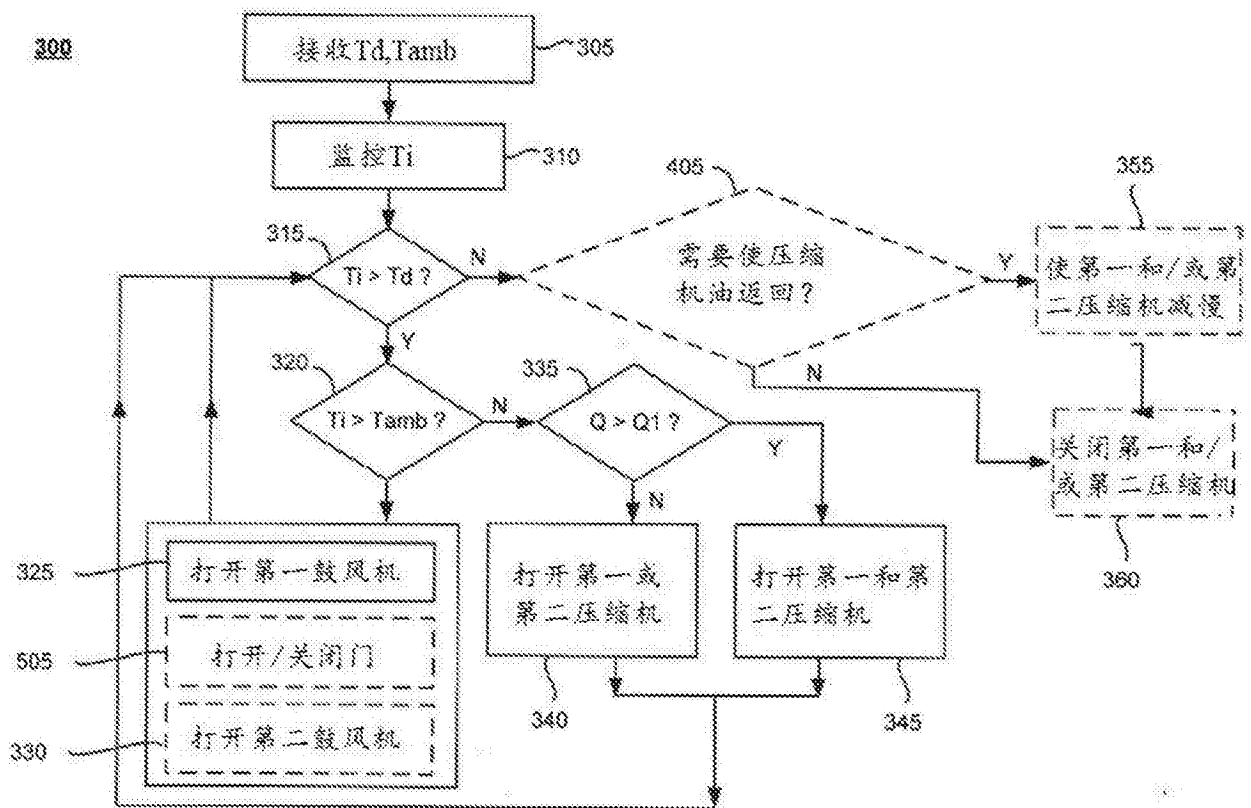 300
接收Td,Tamb
305
监控Ti
310
315
Ti > Td ?
N
Y
405
需要使压缩
机油返回?
Y
N
355
使第一和/或第
二压缩机减慢
320
Ti > Tamb ?
N
335
Q > Q1 ?
Y
N
关闭第一和/
或第二压缩机
360
325
打开第一鼓风机
505
打开/关闭门
330
打开第二鼓风机
打开第一或
第二压缩机
340
打开第一和第
二压缩机
345